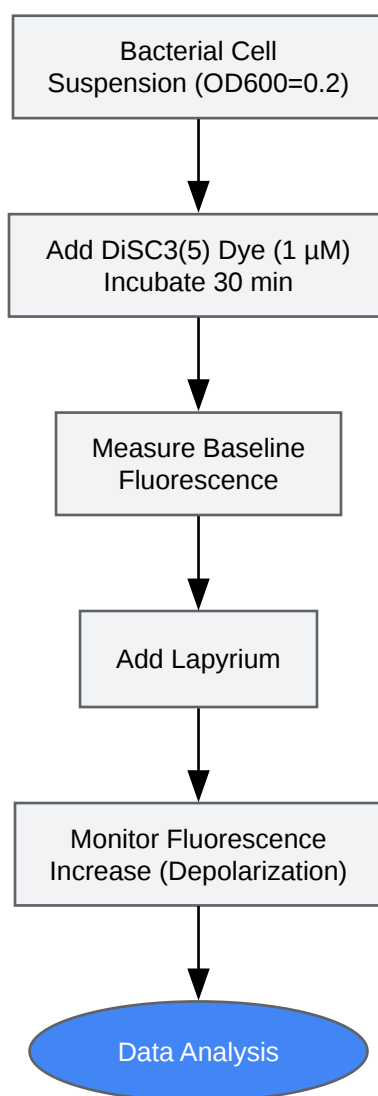 Bacterial Cell
Suspension (OD600=0.2)
Add DiSC3(5) Dye (1 µM)
Incubate 30 min
Measure Baseline
Fluorescence
Add Lapyrium
Monitor Fluorescence
Increase (Depolarization)
Data Analysis